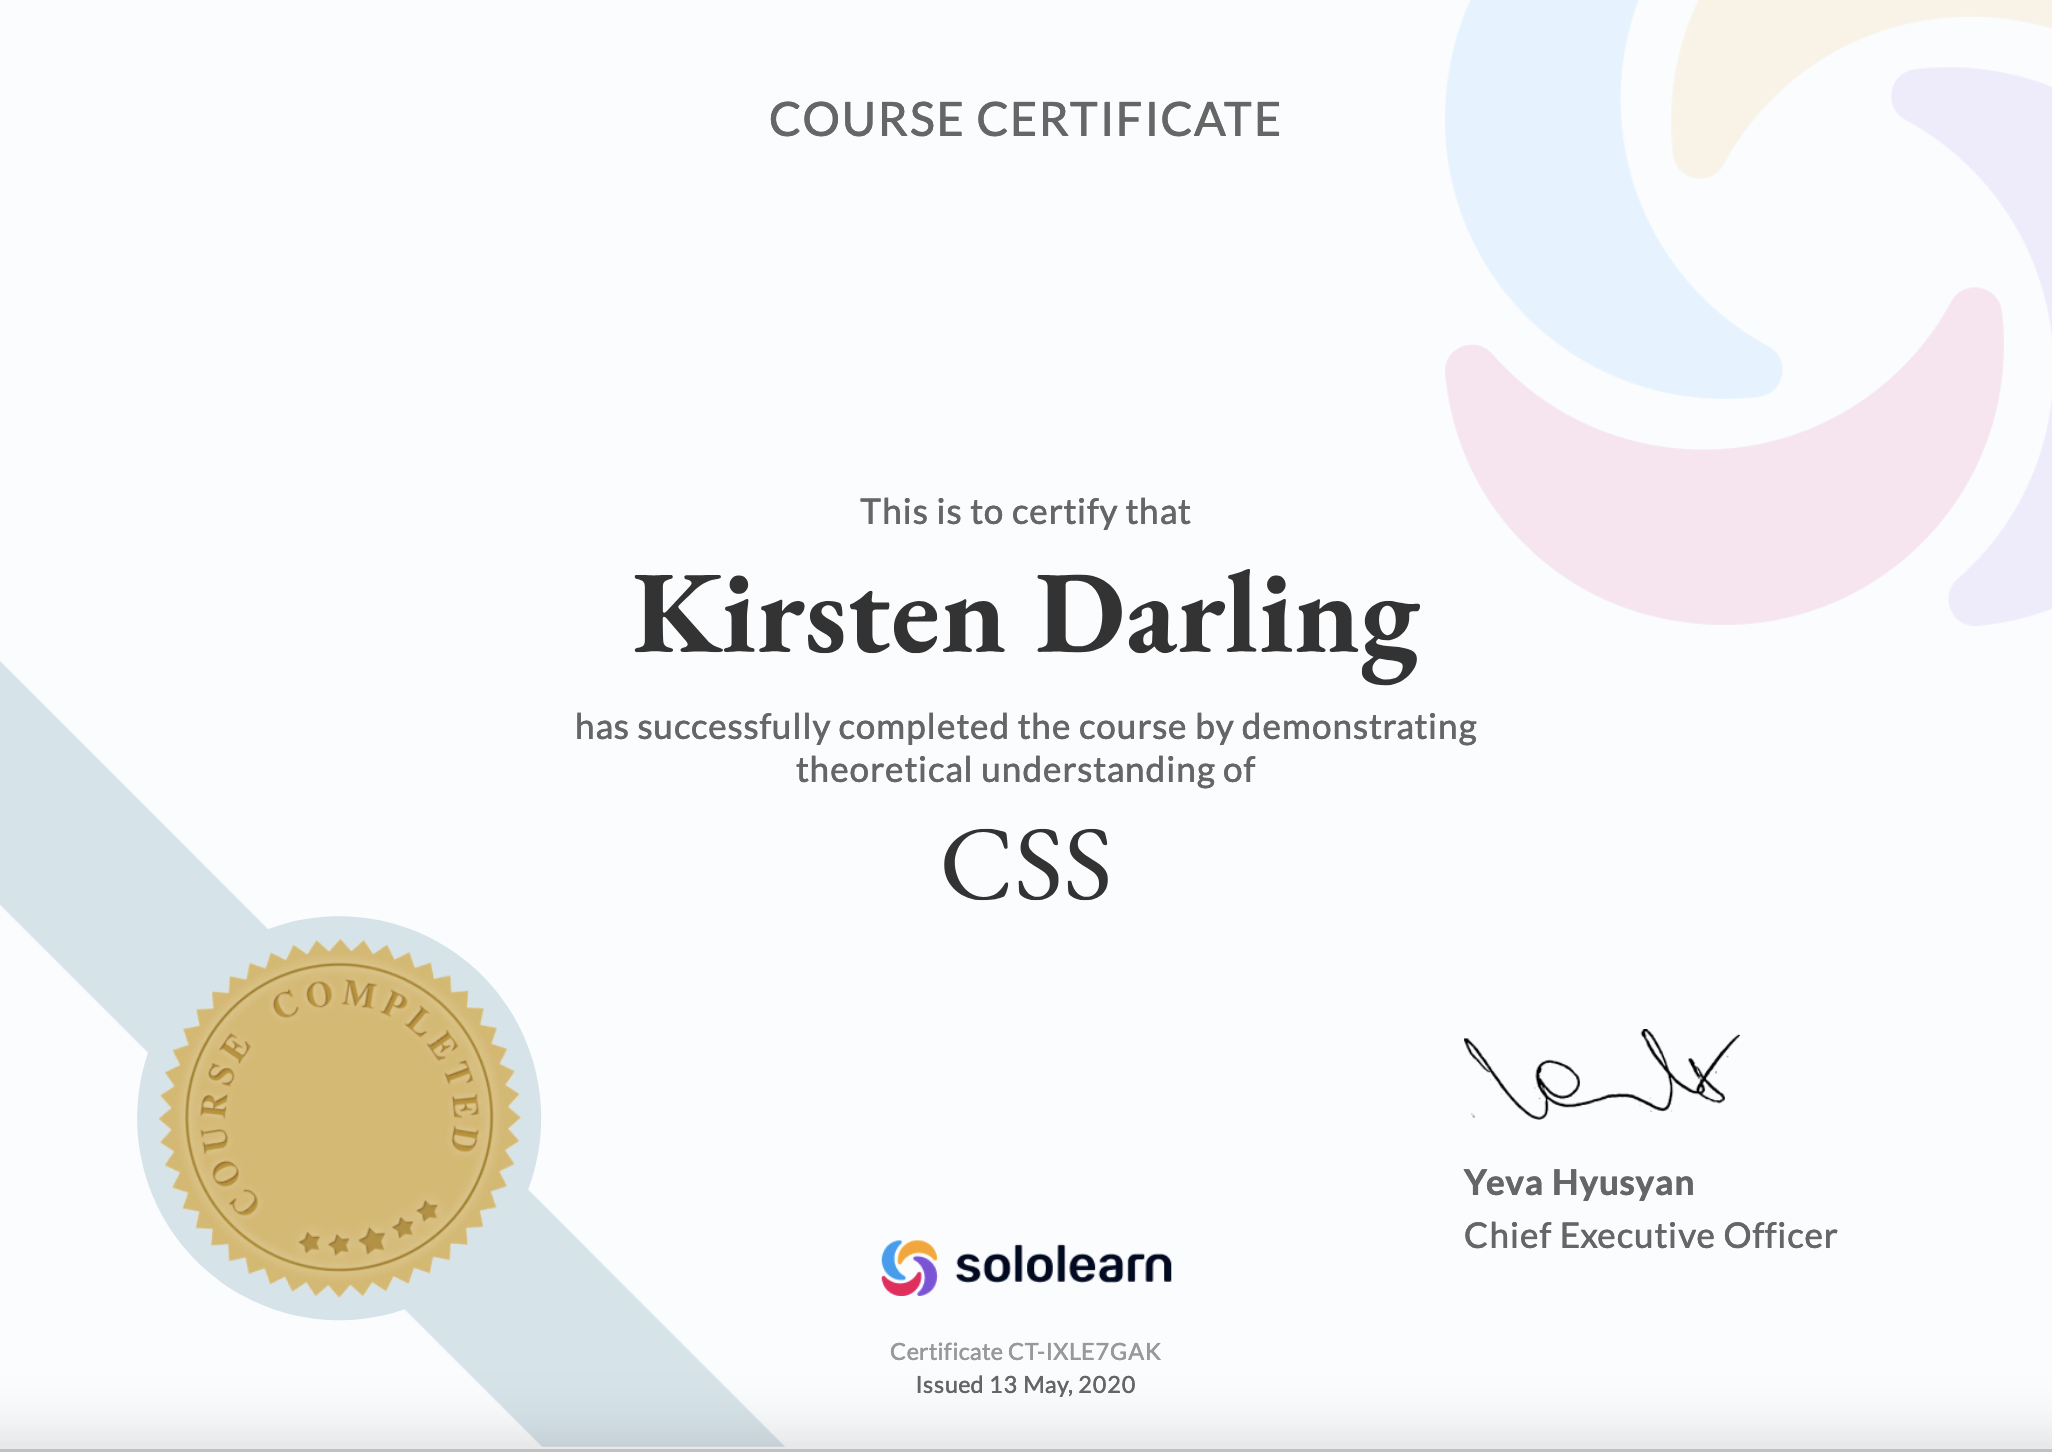 COURSE CERTIFICATE
This is to certify that
Kirsten Darling
has successfully completed the course by demonstrating
theoretical understanding of
CSS
COURSE COMPLETED
Yeva Hyusyan
Chief Executive Officer
sololearn
Certificate CT-IXLE7GAK
Issued 13 May, 2020